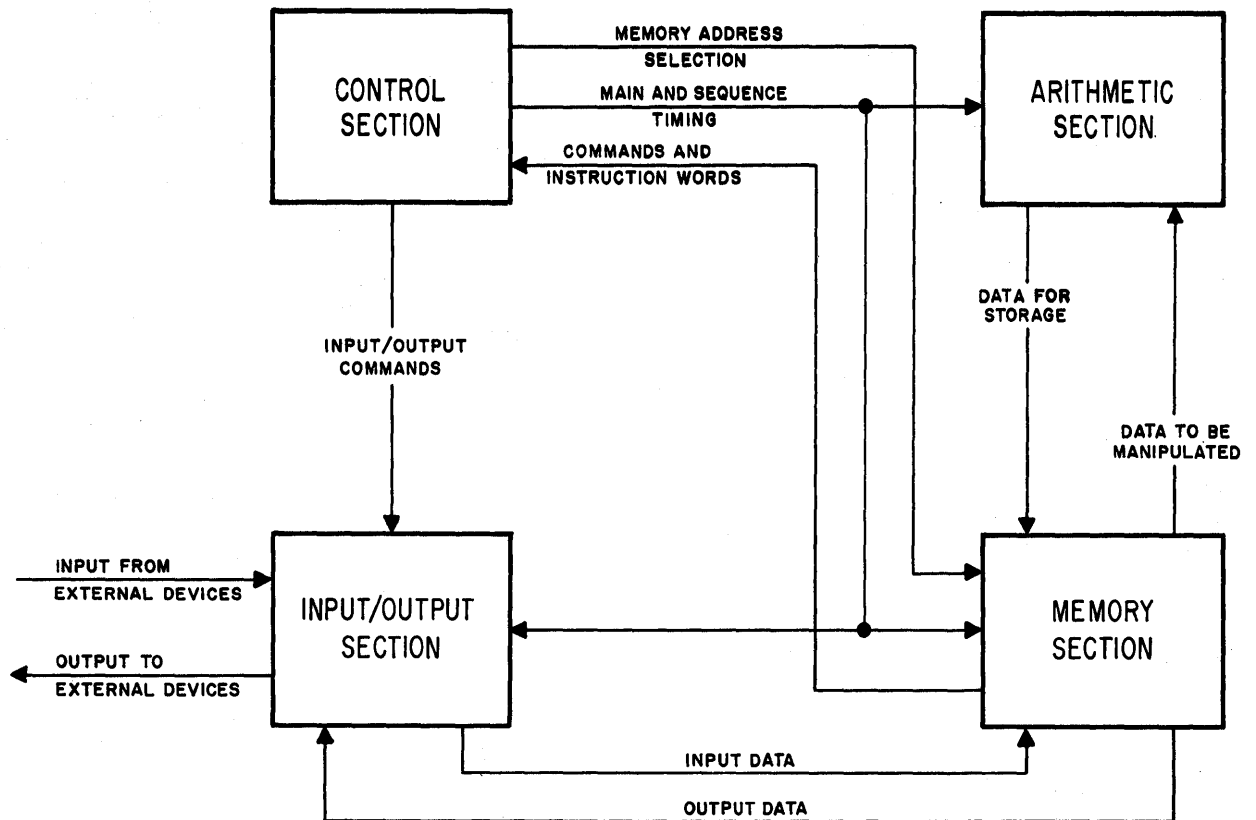 MEMORY ADDRESS
SELECTION
CONTROL
SECTION
MAIN AND SEQUENCE
TIMING
ARITHMETIC
SECTION
COMMANDS AND
INSTRUCTION WORDS
DATA FOR
STORAGE
INPUT/OUTPUT
COMMANDS
DATA TO BE
MANIPULATED
INPUT FROM
EXTERNAL DEVICES
INPUT/OUTPUT
SECTION
MEMORY
SECTION
OUTPUT TO
EXTERNAL DEVICES
INPUT DATA
OUTPUT DATA